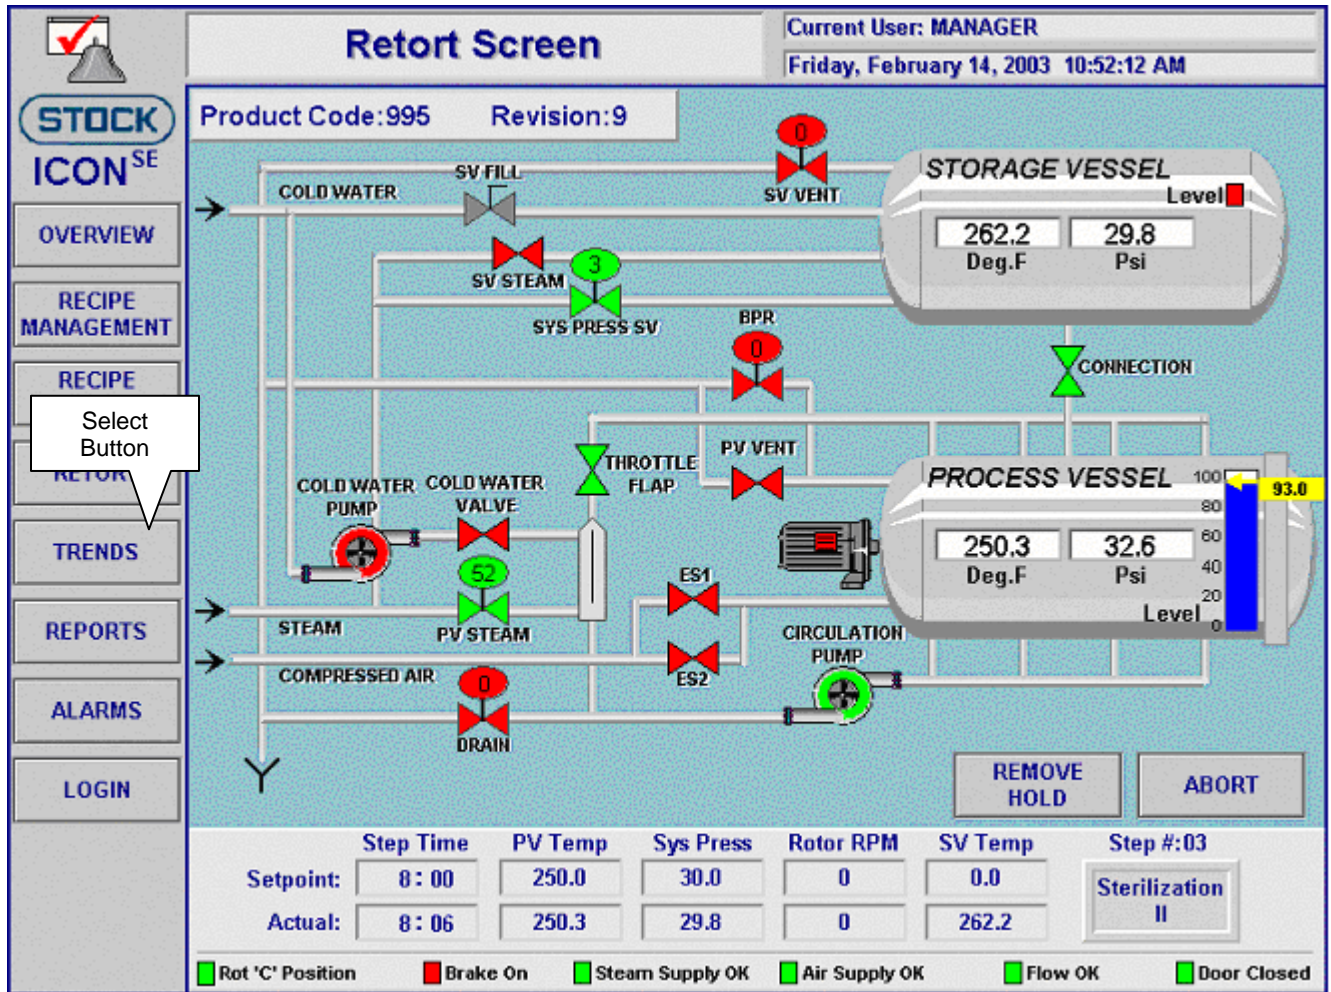 Retort Screen
Current User: MANAGER
Friday, February 14, 2003 10:52:12 AM
STOCK
ICON SE
Product Code:995 Revision:9
OVERVIEW
RECIPE
MANAGEMENT
RECIPE
Select
Button
RETOR
TRENDS
REPORTS
ALARMS
LOGIN
0
SV VENT
SV FILL
COLD WATER
SV STEAM
3
SYS PRESS SV
STORAGE VESSEL
Level
262.2 29.8
Deg.F Psi
BPR
0
CONNECTION
PV VENT
THROTTLE
FLAP
COLD WATER
PUMP
COLD WATER
VALVE
PROCESS VESSEL
250.3 32.6
Deg.F Psi
Level
100
80
60
40
20
0
93.0
52
PV STEAM
STEAM
ES1
ES2
COMPRESSED AIR
CIRCULATION
PUMP
0
DRAIN
REMOVE
HOLD
ABORT
Step Time PV Temp Sys Press Rotor RPM SV Temp Step #:03
Setpoint: 8: 00 250.0 30.0 0 0.0
Actual: 8: 06 250.3 29.8 0 262.2
Sterilization
II
Rot 'C' Position Brake On Steam Supply OK Air Supply OK Flow OK Door Closed